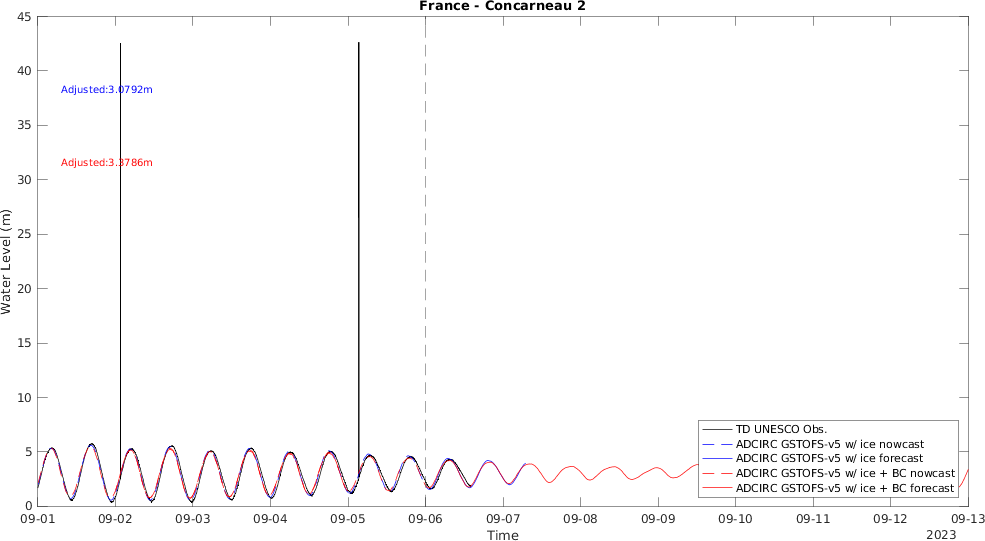 France - Concarneau 2
45
40
35
30
25
20
15
10
5
0
Water Level (m)
Adjusted:3.0792m
Adjusted:3.3786m
TD UNESCO Obs.
ADCIRC GSTOFS-v5 w/ ice nowcast
ADCIRC GSTOFS-v5 w/ ice forecast
ADCIRC GSTOFS-v5 w/ ice + BC nowcast
ADCIRC GSTOFS-v5 w/ ice + BC forecast
09-01 09-02 09-03 09-04 09-05 09-06 09-07 09-08 09-09 09-10 09-11 09-12 09-13
Time
2023